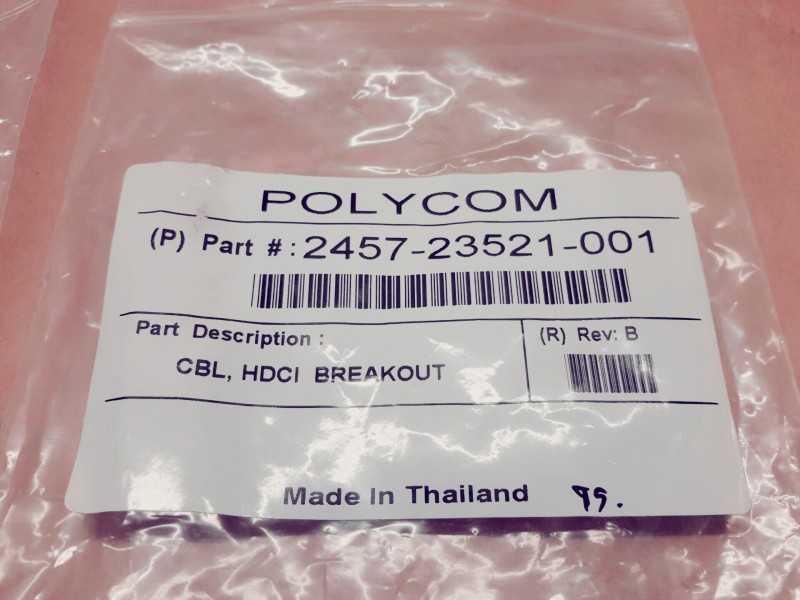 POLYCOM
(P) Part #: 2457-23521-001
Part Description :
(R) Rev: B
CBL, HDCI BREAKOUT
Made In Thailand